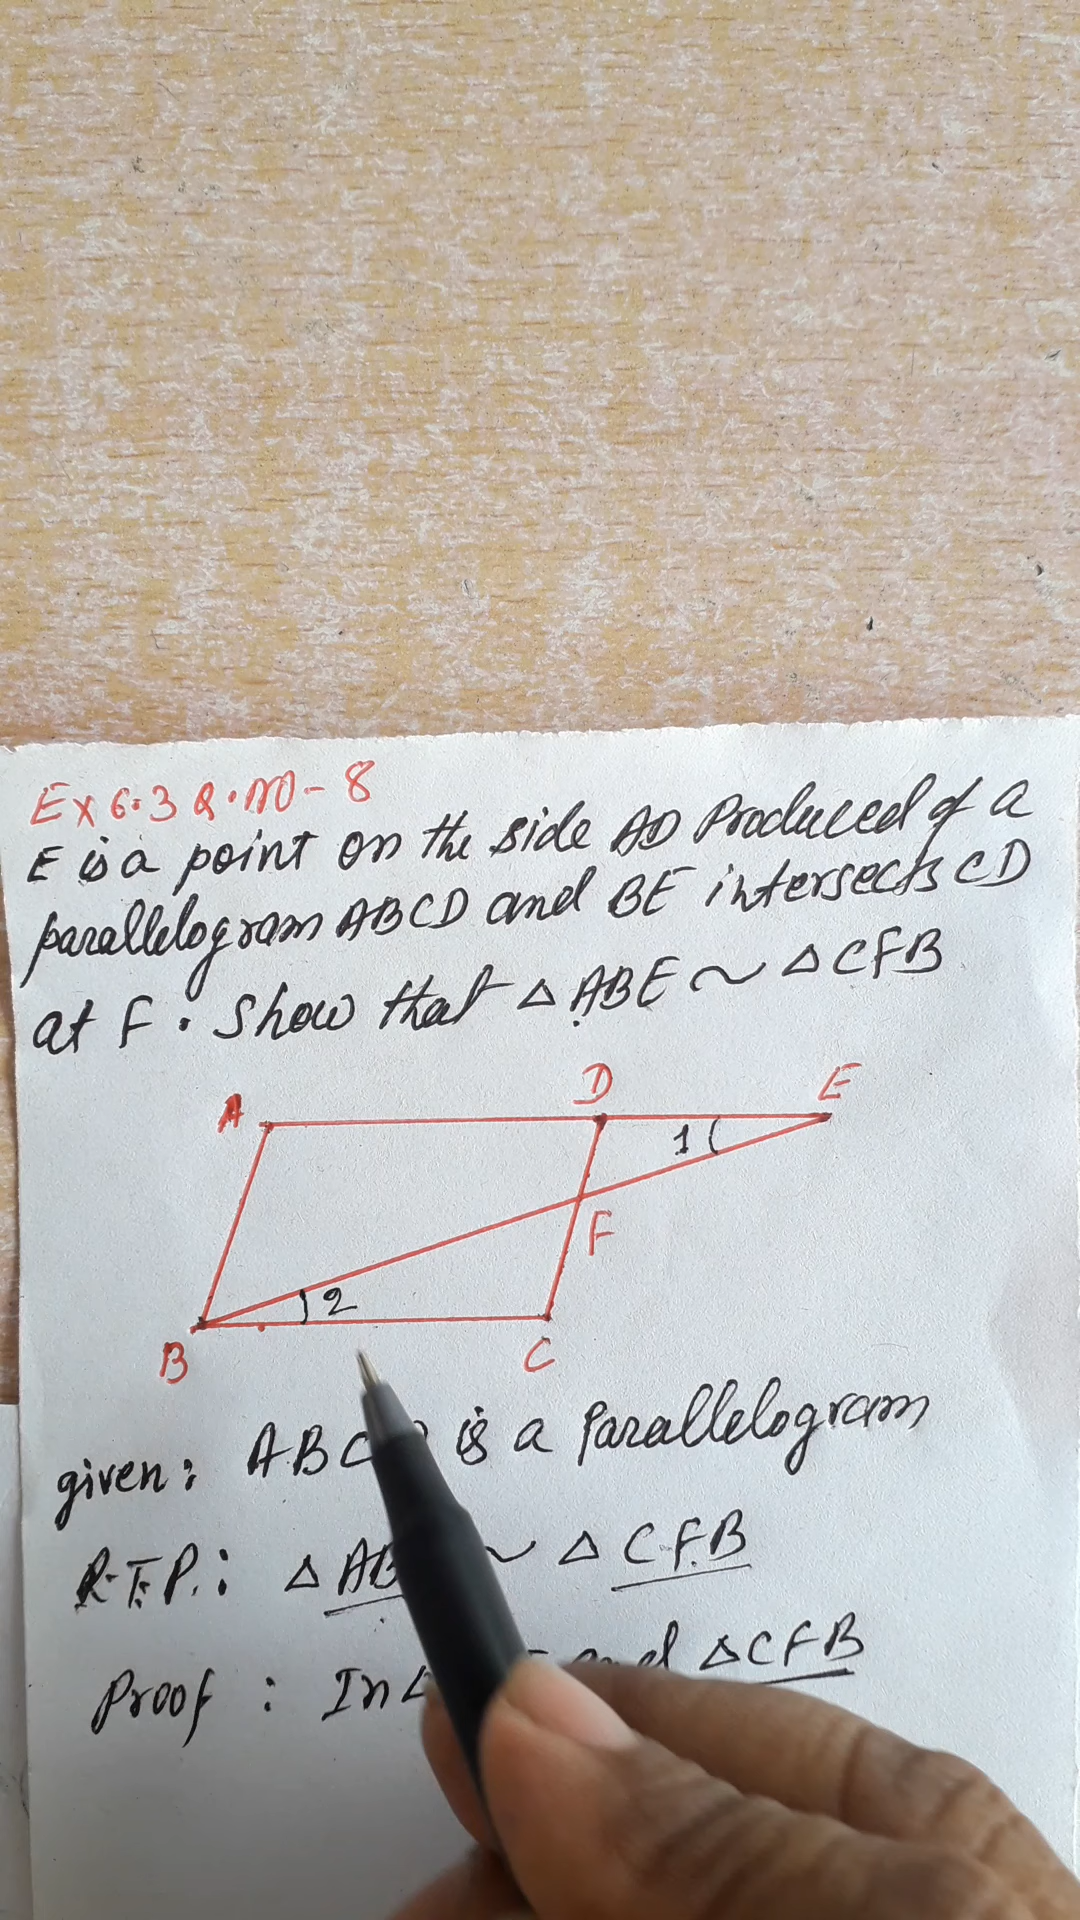 Ex 6.3 Q.no-8
E is a point on the side AD Produced of a
parallelogram ABCD and BE intersects CD
at F. Show that △ABE ~ △CFB
A D E
1
F
2
B C
given: ABC is a Parallelogram
R.T.P.: △AB ~ △CFB
Proof: In and △CFB